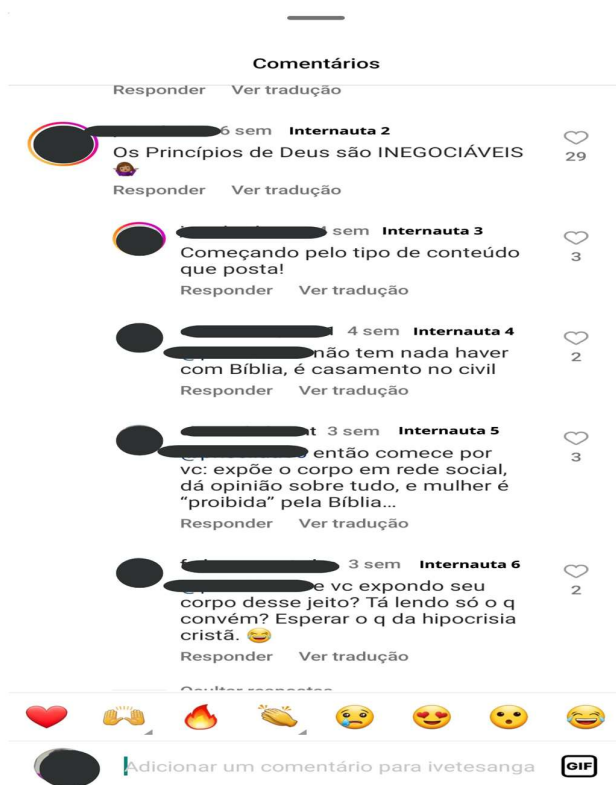 Comentários
Responder Ver tradução
6 sem Internauta 2
Os Princípios de Deus são INEGOCIÁVEIS
29
Responder Ver tradução
sem Internauta 3
Começando pelo tipo de conteúdo
que posta!
3
Responder Ver tradução
4 sem Internauta 4
não tem nada haver
com Bíblia, é casamento no civil
2
Responder Ver tradução
3 sem Internauta 5
então comece por
vc: expõe o corpo em rede social,
dá opinião sobre tudo, e mulher é
“proibida” pela Bíblia...
3
Responder Ver tradução
3 sem Internauta 6
e vc expondo seu
corpo desse jeito? Tá lendo só o q
convém? Esperar o q da hipocrisia
cristã.
2
Responder Ver tradução
Ocultar respostas
Adicionar um comentário para ivetesanga
GIF